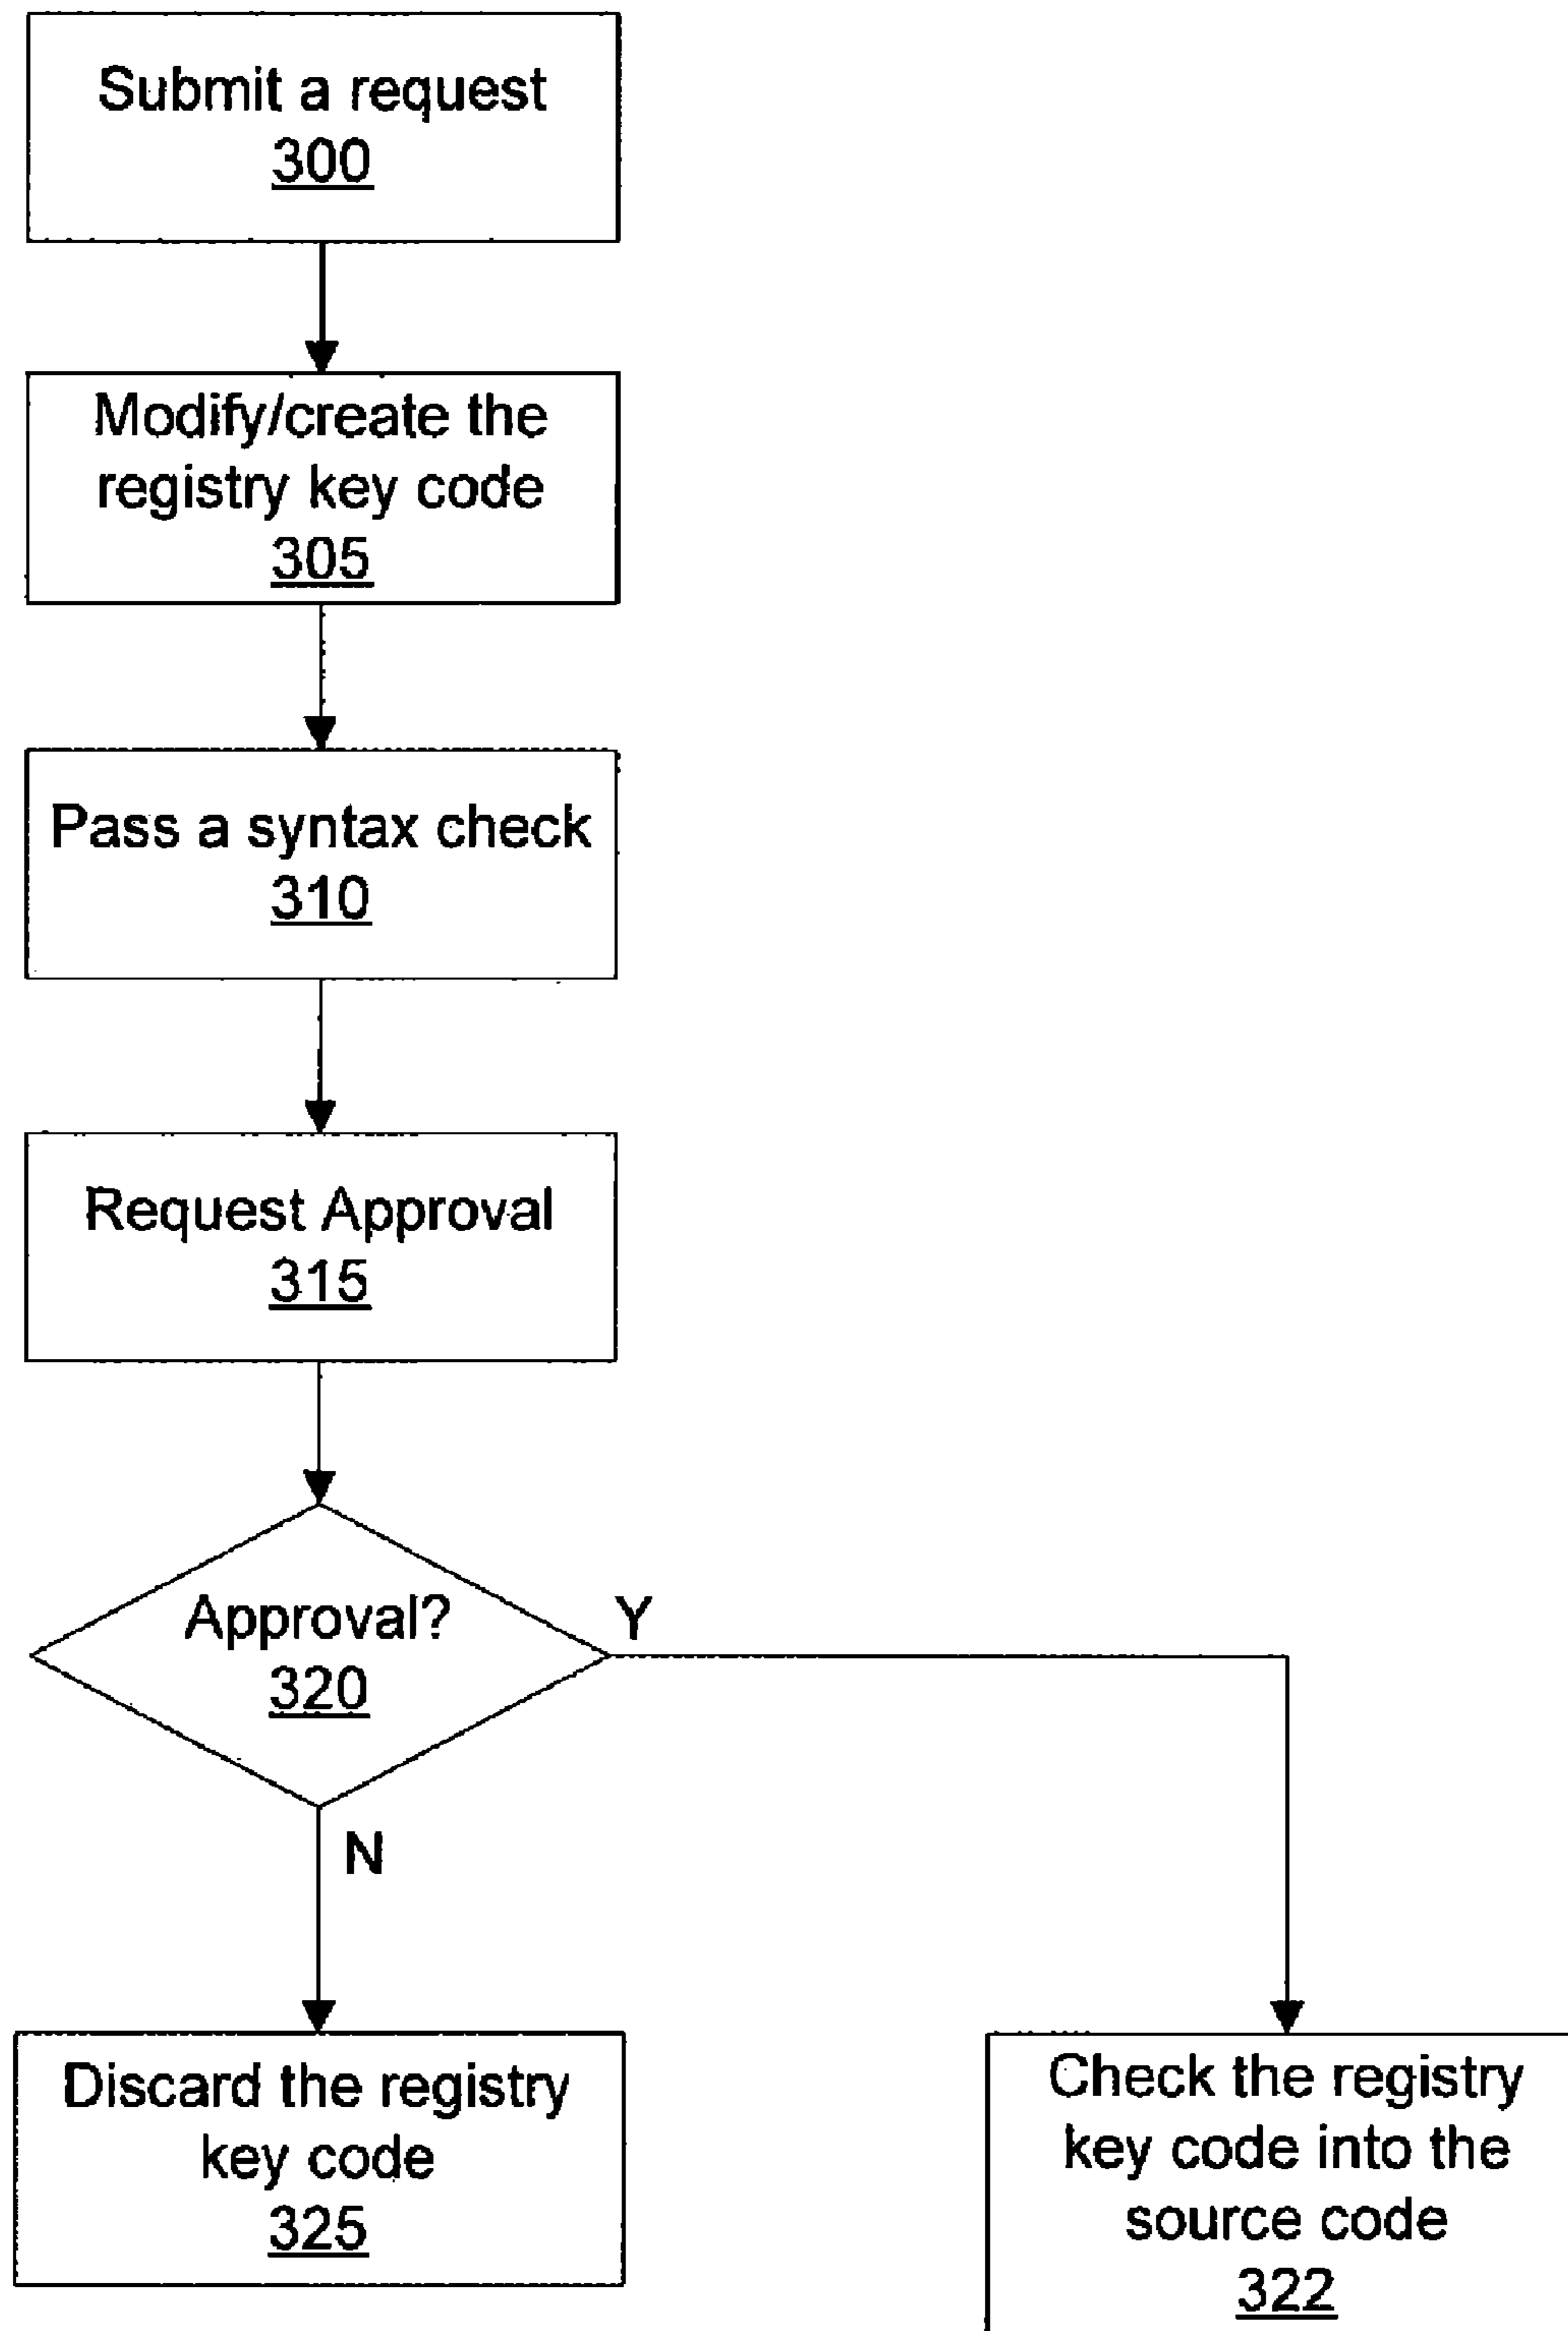 Submit a request
300
Modify/create the
registry key code
305
Pass a syntax check
310
Request Approval
315
Approval?
320
Y
N
Discard the registry
key code
325
Check the registry
key code into the
source code
322